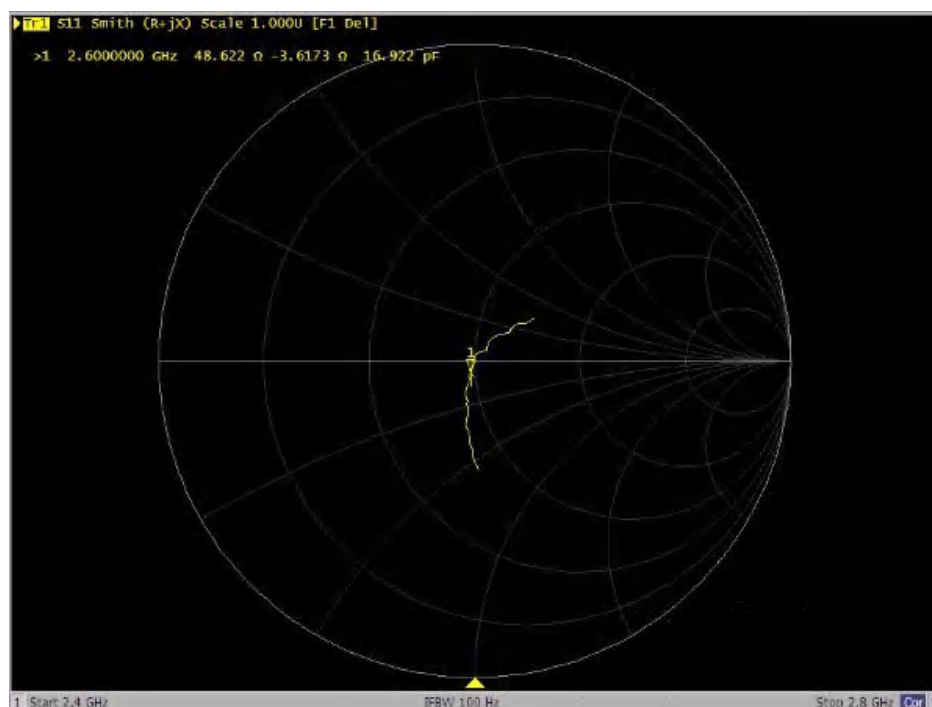 Tr1 S11 Smith (R+jX) Scale 1.000U [F1 Del]
>1 2.6000000 GHz 48.622 Ω -3.6173 Ω 16.922 pF
1
1 Start 2.4 GHz IFBW 100 Hz Stop 2.8 GHz Cor